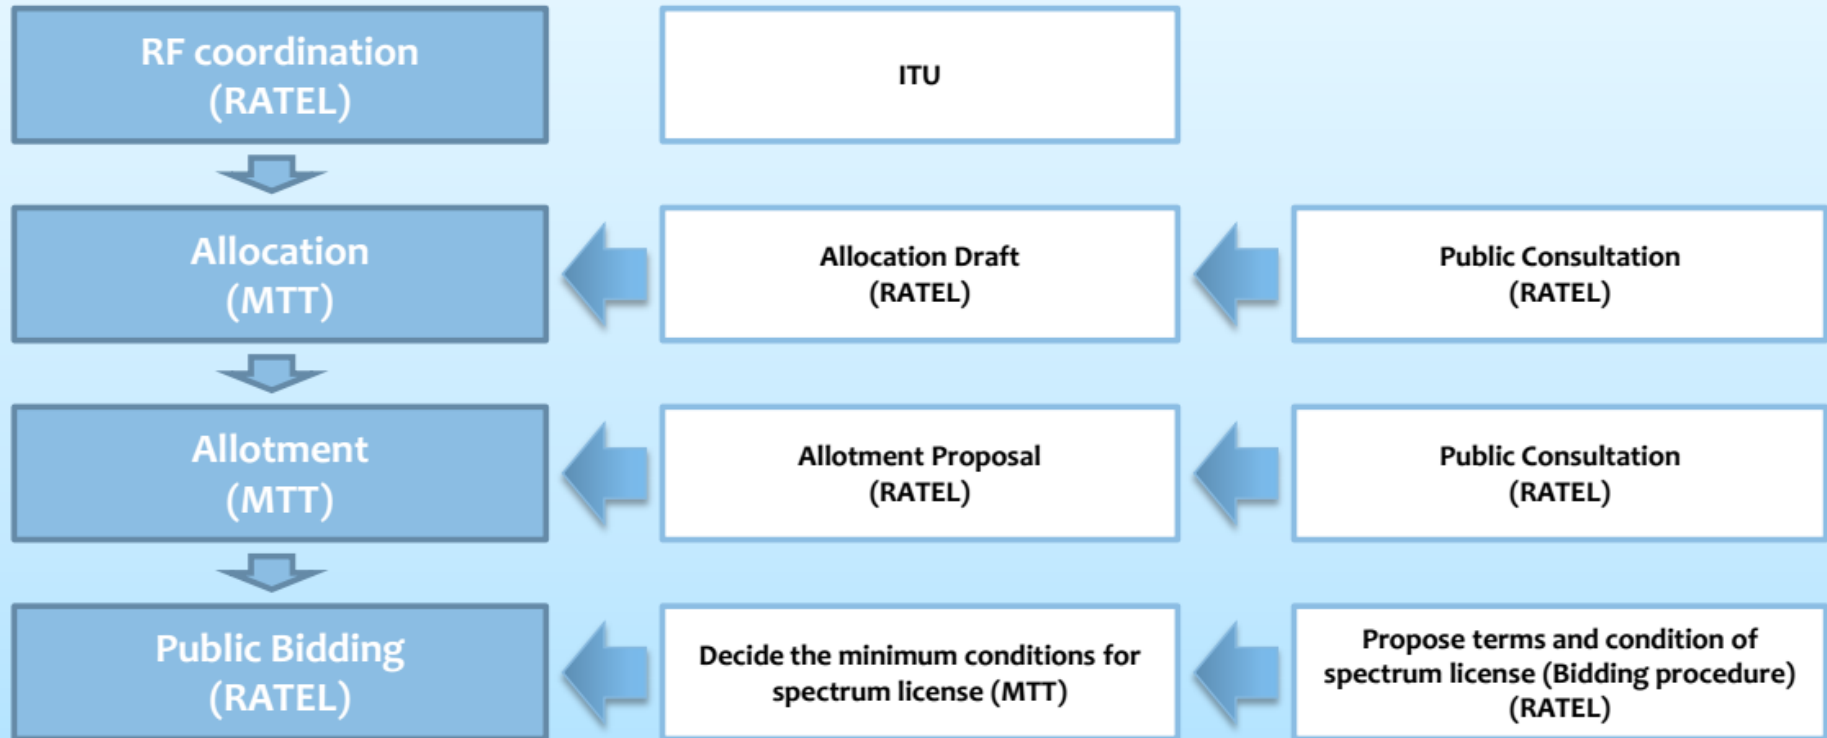 RF coordination
(RATEL)
ITU
Allocation
(MTT)
Allocation Draft
(RATEL)
Public Consultation
(RATEL)
Allotment
(MTT)
Allotment Proposal
(RATEL)
Public Consultation
(RATEL)
Public Bidding
(RATEL)
Decide the minimum conditions for
spectrum license (MTT)
Propose terms and condition of
spectrum license (Bidding procedure)
(RATEL)